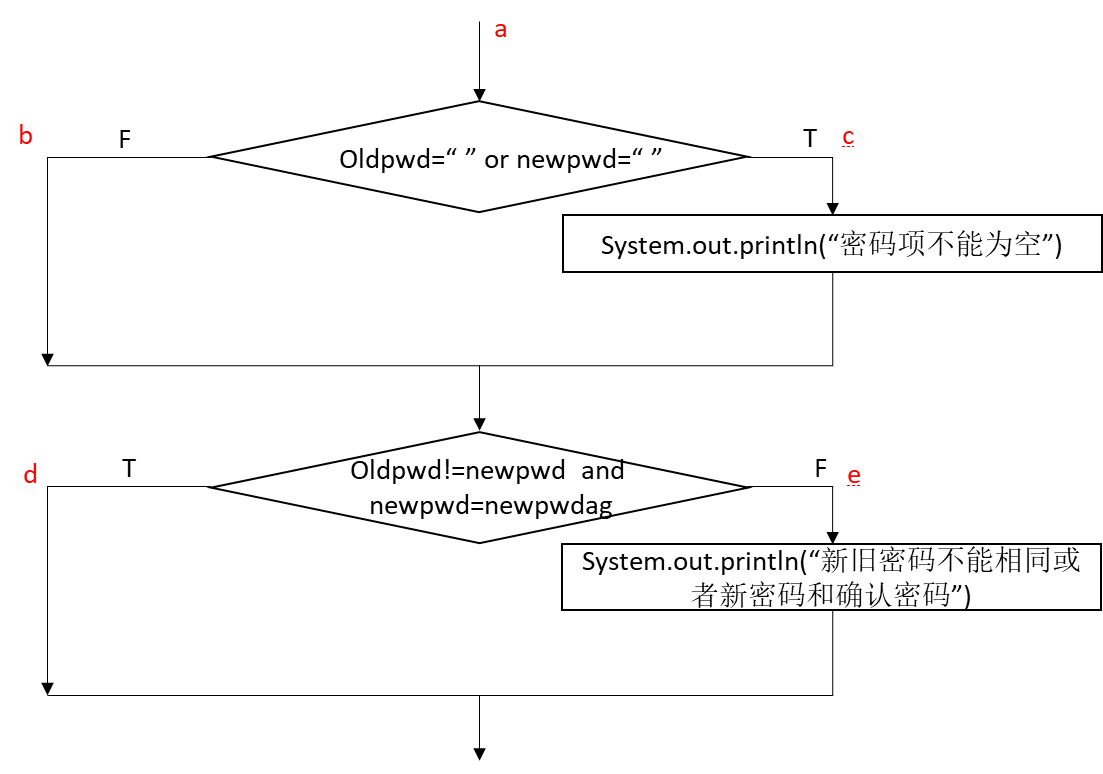 a
b
F
Oldpwd=“ ” or newpwd=“ ”
T
c
System.out.println(“密码项不能为空”)
d
T
Oldpwd!=newpwd and
newpwd=newpwdag
F
e
System.out.println(“新旧密码不能相同或
者新密码和确认密码”)